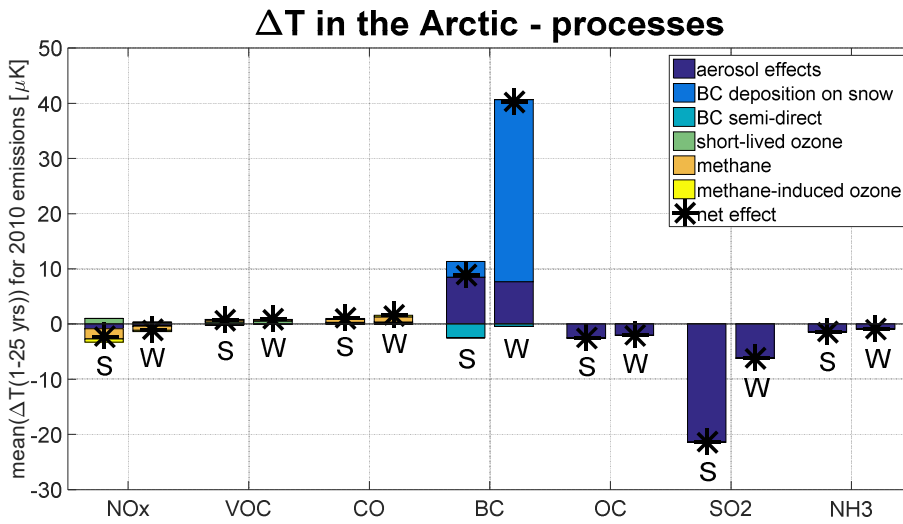 ΔT in the Arctic - processes
mean(ΔT(1-25 yrs)) for 2010 emissions [μK]
50
40
30
20
10
0
-10
-20
-30
aerosol effects
BC deposition on snow
BC semi-direct
short-lived ozone
methane
methane-induced ozone
net effect
S W S W S W S W S W S W S W
NOx VOC CO BC OC SO2 NH3